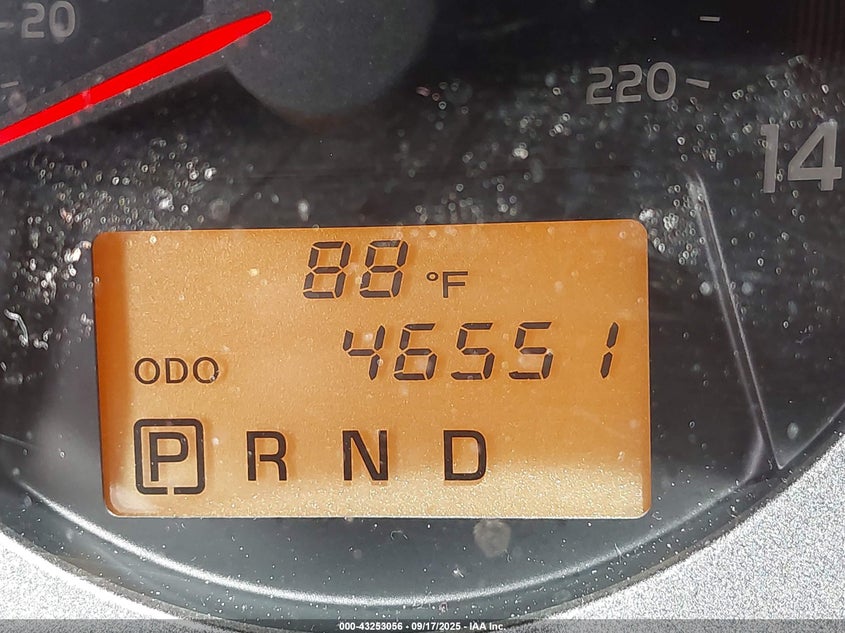 20
220
14
88 °F
ODO 46551
P R N D
000-43253056 - 09/17/2025 - IAA Inc.